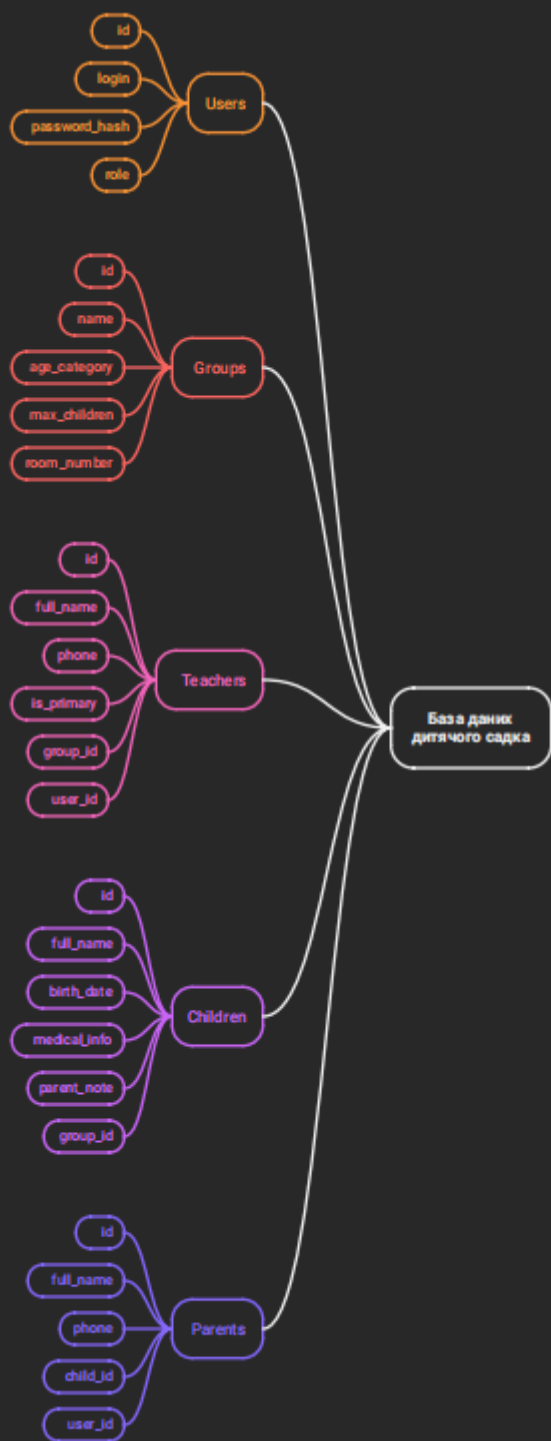 id
login
password_hash
role
Users
id
name
age_category
max_children
room_number
Groups
id
full_name
phone
is_primary
group_id
user_id
Teachers
База даних
дитячого садка
id
full_name
birth_date
medical_info
parent_note
group_id
Children
id
full_name
phone
child_id
user_id
Parents